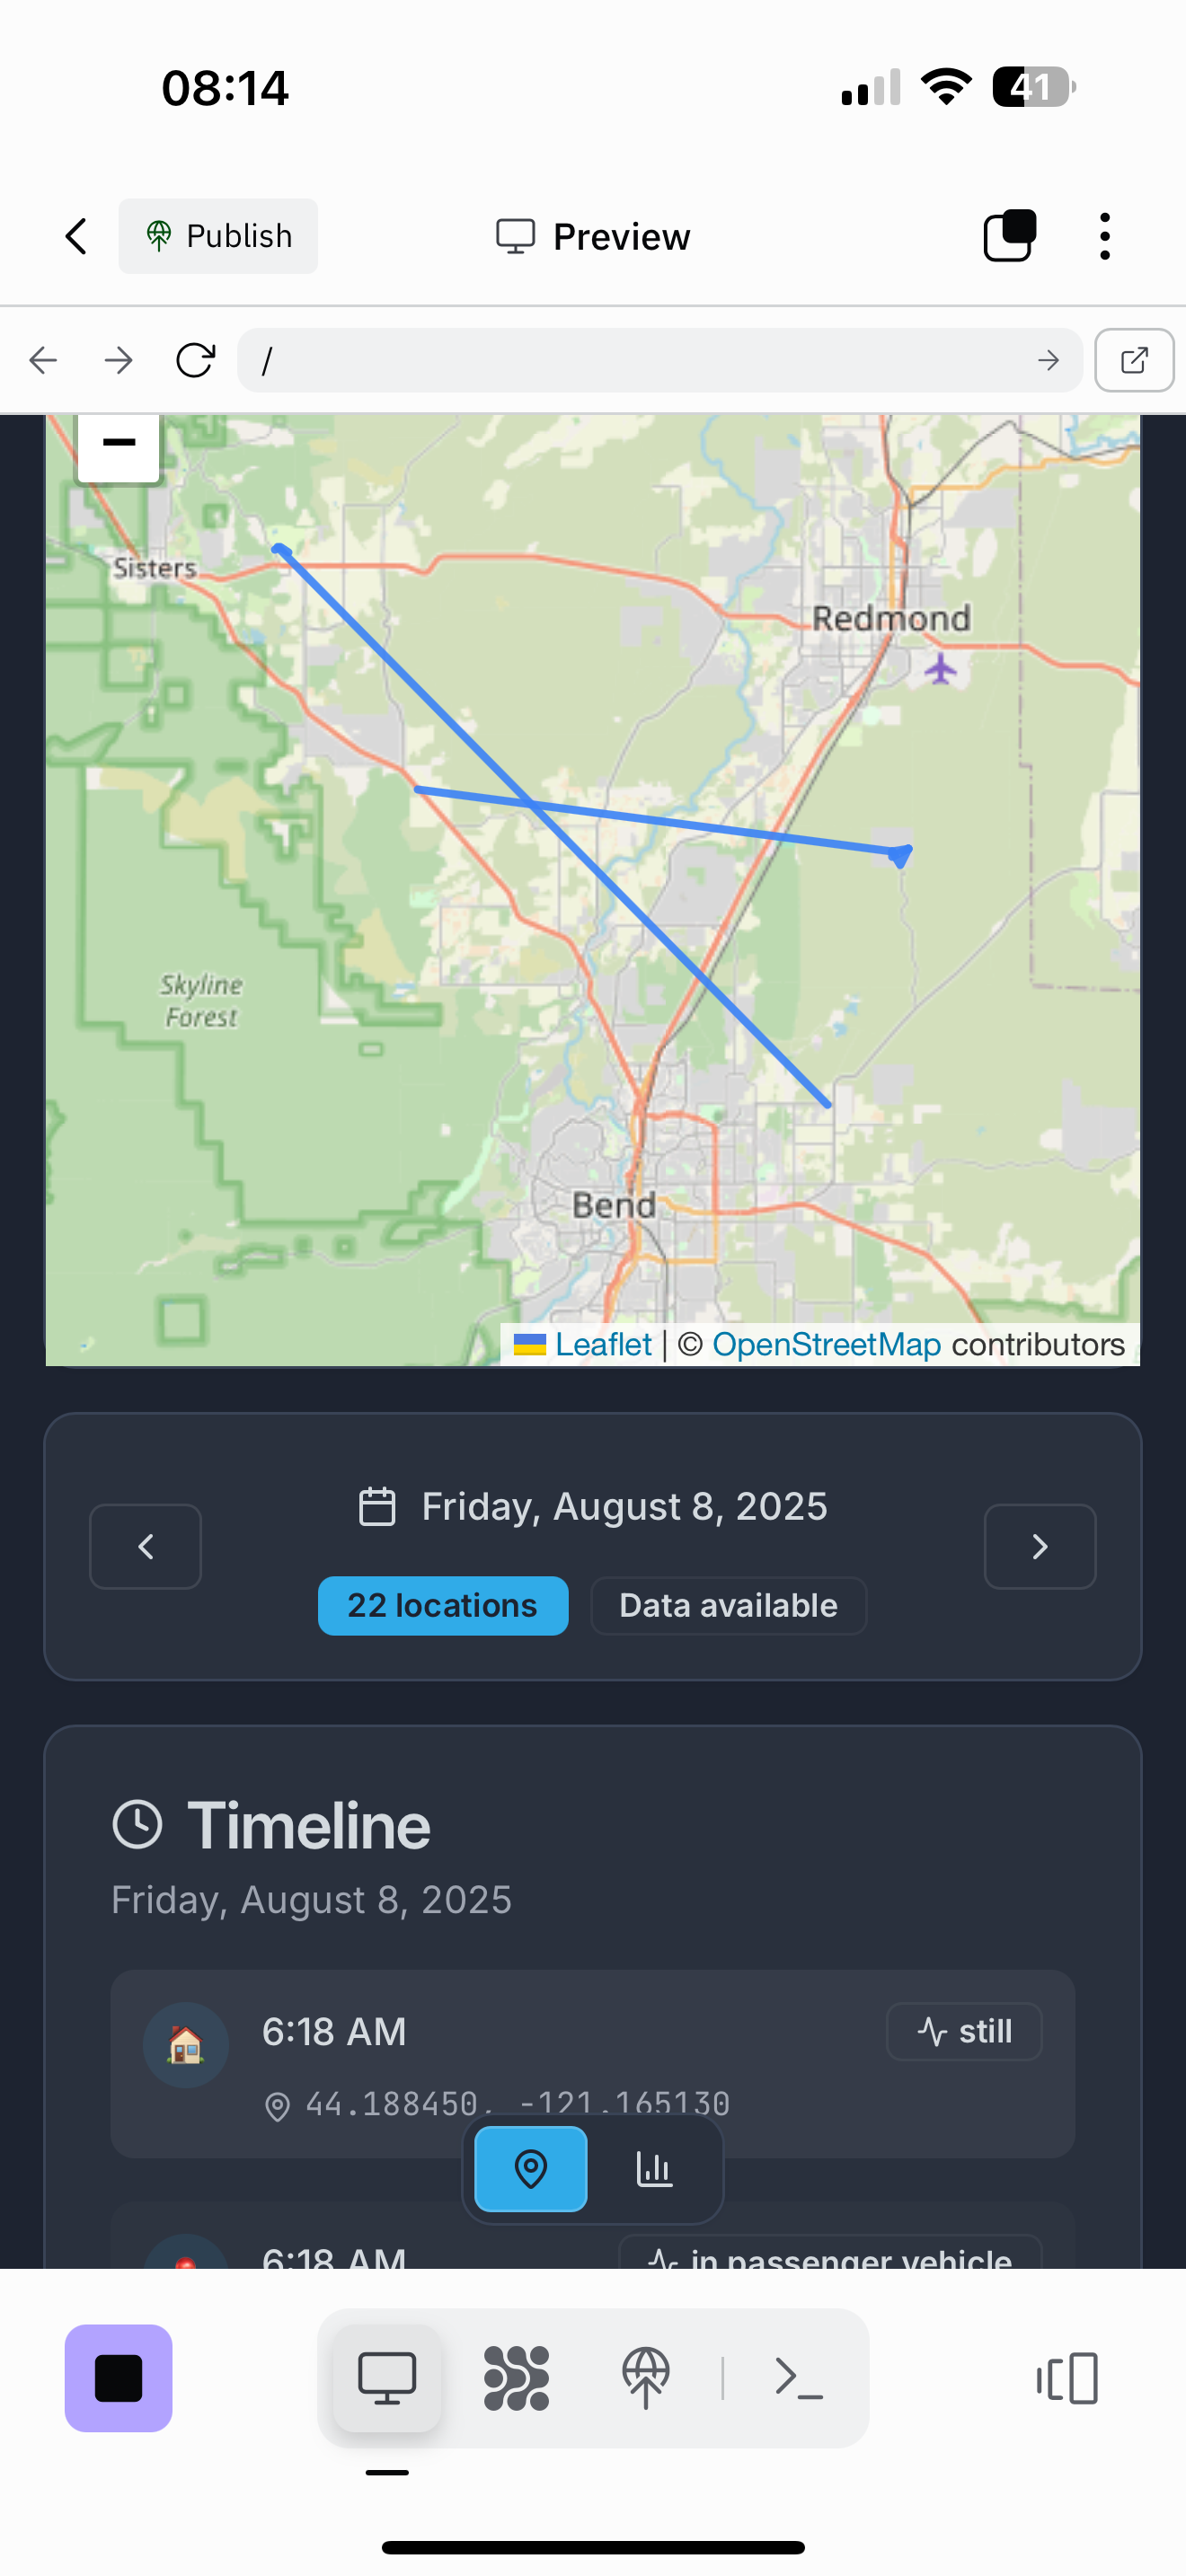 08:14
41
Publish
Preview
/
−
Sisters
Redmond
Skyline
Forest
Bend
Leaflet | © OpenStreetMap contributors
Friday, August 8, 2025
22 locations
Data available
Timeline
Friday, August 8, 2025
6:18 AM
still
44.188450, -121.165130
6:18 AM
in passenger vehicle